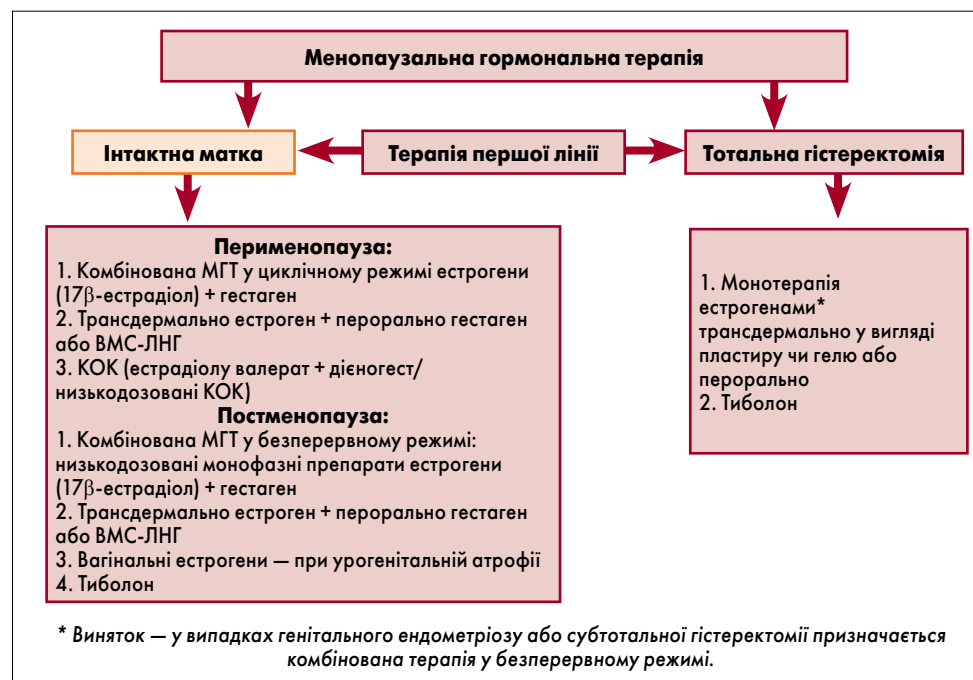 Менопаузальна гормональна терапія
Інтактна матка
Терапія першої лінії
Тотальна гістеректомія
Перименопауза:
1. Комбінована МГТ у циклічному режимі естрогени
(17β-естрадіол) + гестаген
2. Трансдермально естроген + перорально гестаген
або ВМС-ЛНГ
3. КОК (естрадіолу валерат + дієногест/
низькодозовані КОК)
Постменопауза:
1. Комбінована МГТ у безперервному режимі:
низькодозовані монофазні препарати естрогени
(17β-естрадіол) + гестаген
2. Трансдермально естроген + перорально гестаген
або ВМС-ЛНГ
3. Вагінальні естрогени — при урогенітальній атрофії
4. Тиболон
1. Монотерапія
естрогенами*
трансдермально у вигляді
пластиру чи гелю або
перорально
2. Тиболон
* Виняток — у випадках генітального ендометріозу або субтотальної гістеректомії призначається
комбінована терапія у безперервному режимі.